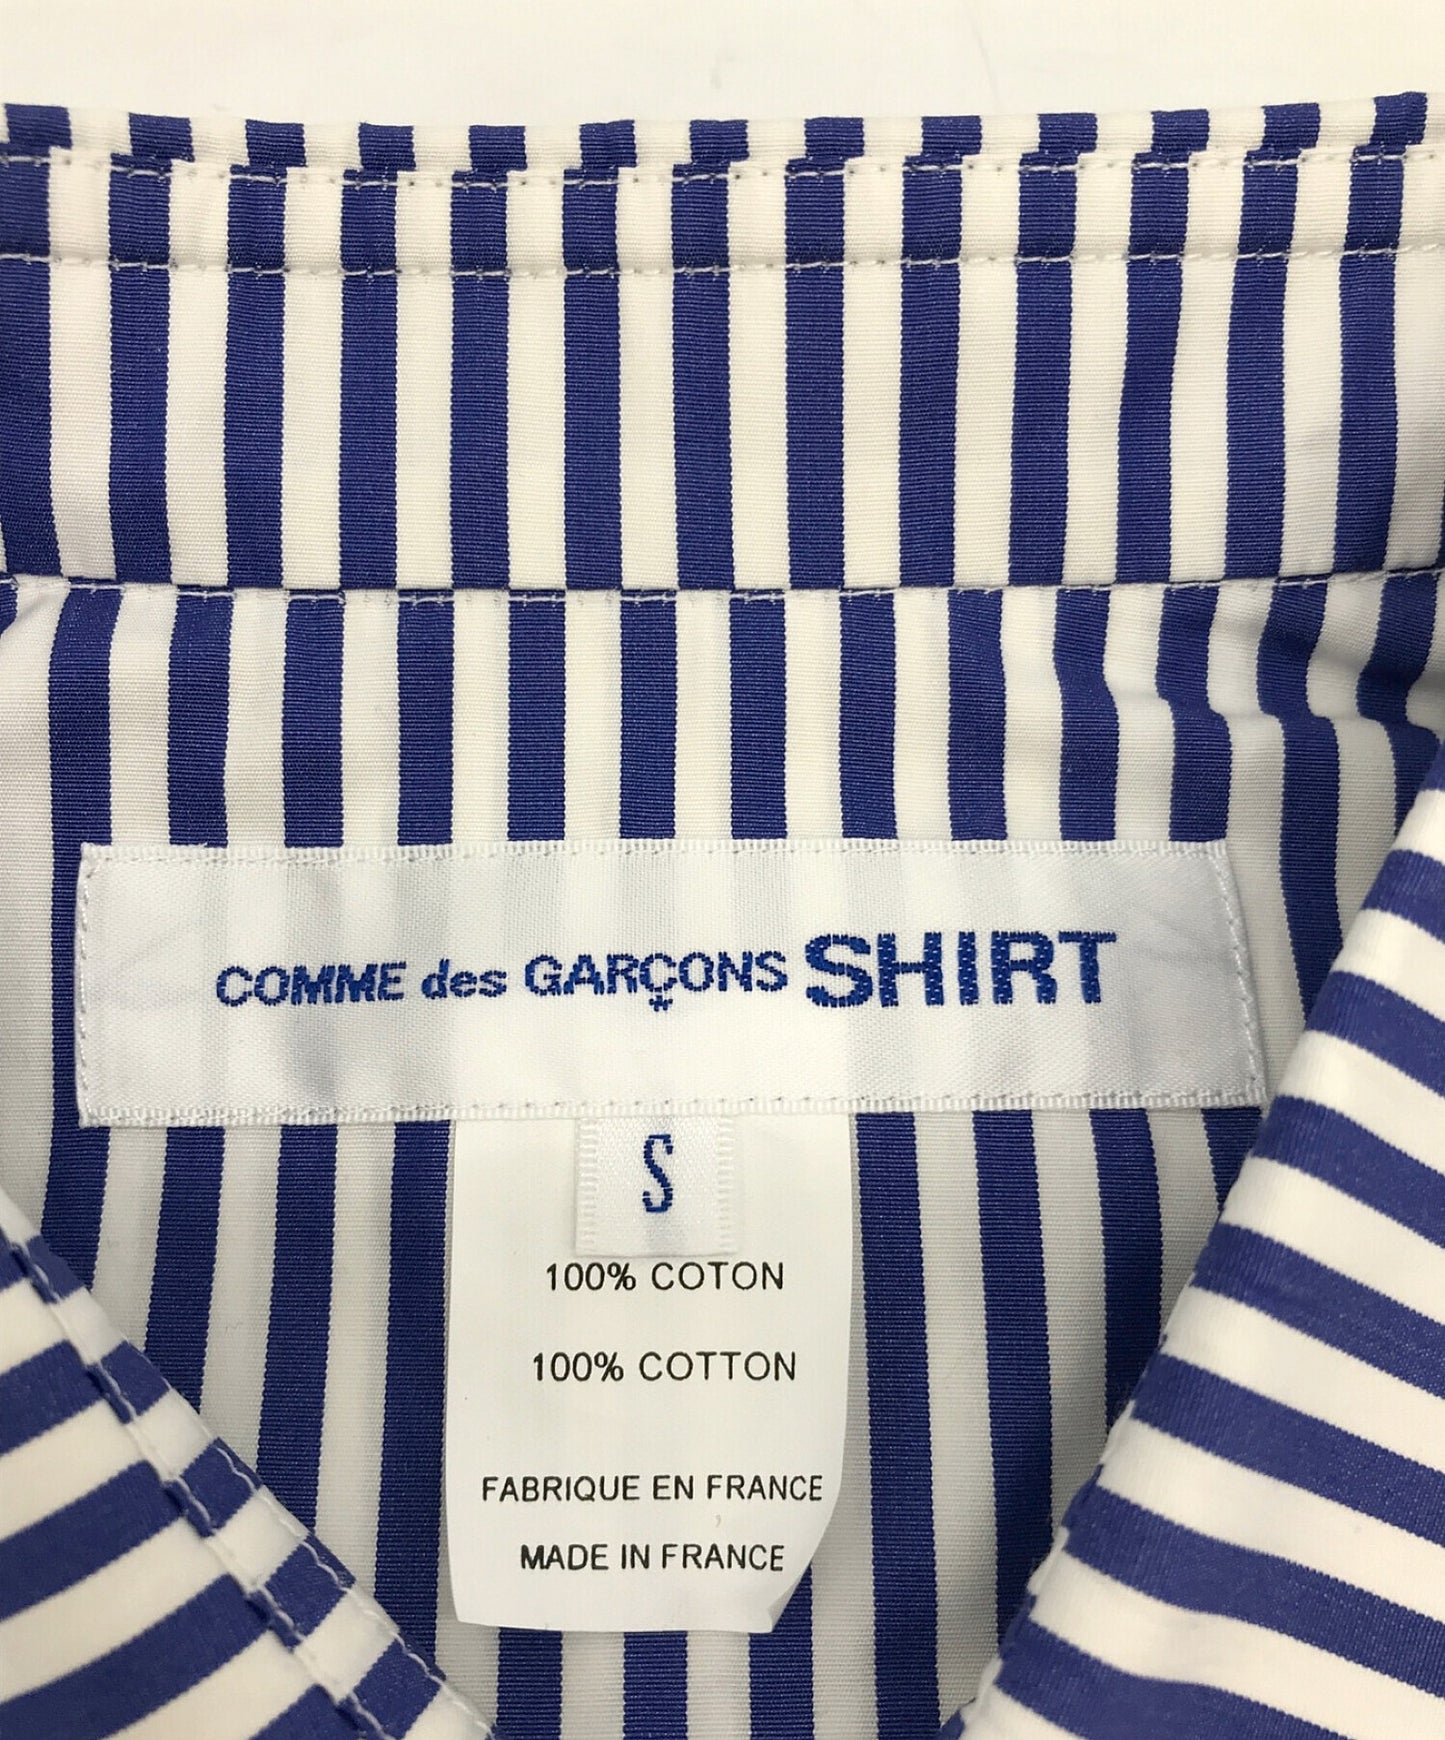 COMME des GARÇONS SHIRT
S
100% COTON
100% COTTON
FABRIQUE EN FRANCE
MADE IN FRANCE